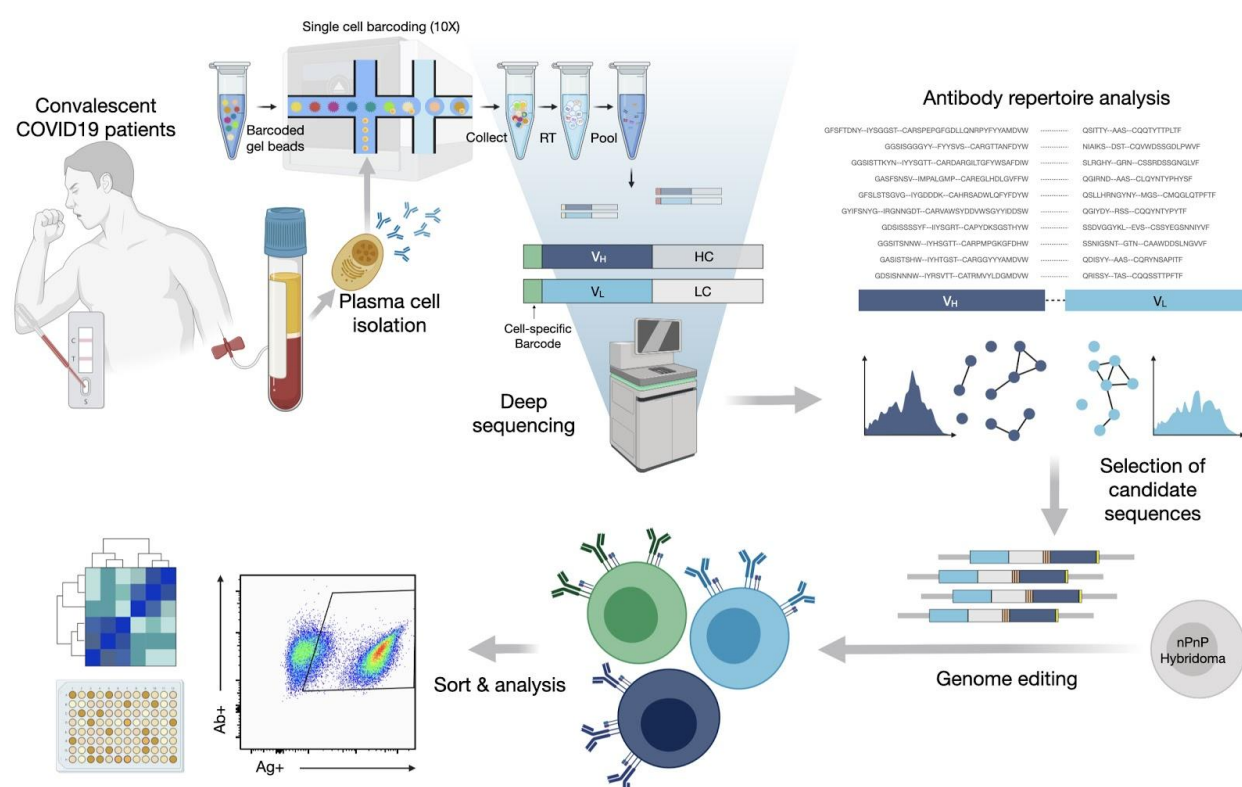 Single cell barcoding (10X)
Convalescent
COVID19 patients
Barcoded
gel beads
Collect
RT
Pool
Plasma cell
isolation
C
T
S
VH
HC
VL
LC
Cell-specific
Barcode
Deep
sequencing
Antibody repertoire analysis
GFSFTDNY--IYSGGST--CARSPEPGFGDLLQNRPYFYYAMDVW ------------ QSITTY--AAS--CQQTYTTPLTF
GGSISGGGYY--FYYSVS--CARGTTANFDYW ------------ NIAIKS--DST--CQVWDSSGDLPWVF
GGSISTTKYN--IYYSGTT--CARDARGILTGFYWSAFDIW ------------ SLRGHY--GRN--CSSRDSSGNGLVF
GASFSNSV--IMPALGMP--CAREGLHDLGVFFW ------------ QGIRND--AAS--CLQYNTYPHYSF
GFSLSTSGVG--IYGDDDK--CAHRSADWLQFYFDYW ------------ QSLLHRNGYNY--MGS--CMQGLQTPFTF
GYIFSNYG--IRGNNGDT--CARVAWSYDDVWSGYYIDDSW ------------ QGIYDY--RSS--CQQYNTYPYTF
GDSISSSSYF--IIYSGRT--CAPYDKSGSTHYW ------------ SSDVGGYKL--EVS--CSSYEGSNNIYVF
GGSITSNNW--IYHSGTT--CARPMPGKGFDHW ------------ SSNIGSNT--GTN--CAAWDDSLNGVVF
GASISTSHW--IYHTGST--CARGGYYYAMDVW ------------ QDISYY--AAS--CQRYNSAPITF
GDSISNNNW--IYRSVTT--CATRMVYLDGMDVW ------------ QRISSY--TAS--CQQSSTTPFTF
VH
VL
Selection of
candidate
sequences
nPnP
Hybridoma
Genome editing
Sort & analysis
Ab+
Ag+